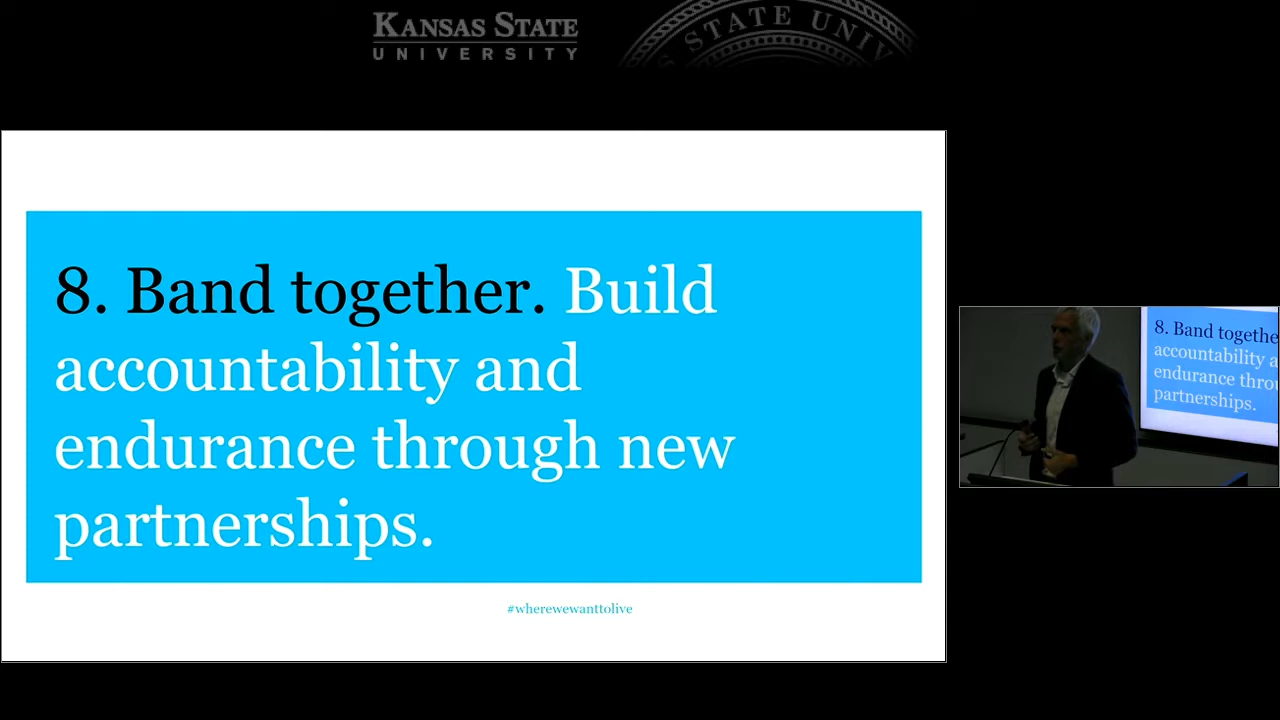 KANSAS STATE
UNIVERSITY
STATE UNIV
8. Band together. Build
accountability and
endurance through new
partnerships.
#wherewewanttolive
8. Band togethe
accountability a
endurance throu
partnerships.